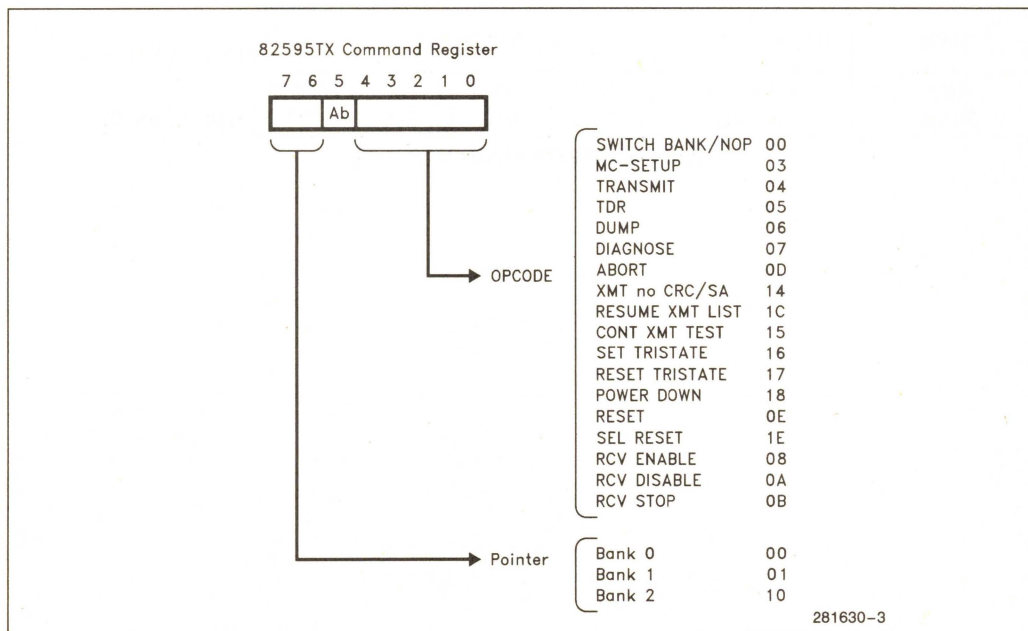 82595TX Command Register
7 6 5 4 3 2 1 0
Ab
SWITCH BANK/NOP 00
MC-SETUP 03
TRANSMIT 04
TDR 05
DUMP 06
DIAGNOSE 07
OPCODE
ABORT 0D
XMT no CRC/SA 14
RESUME XMT LIST 1C
CONT XMT TEST 15
SET TRISTATE 16
RESET TRISTATE 17
POWER DOWN 18
RESET 0E
SEL RESET 1E
RCV ENABLE 08
RCV DISABLE 0A
RCV STOP 0B
Pointer
Bank 0 00
Bank 1 01
Bank 2 10
281630-3